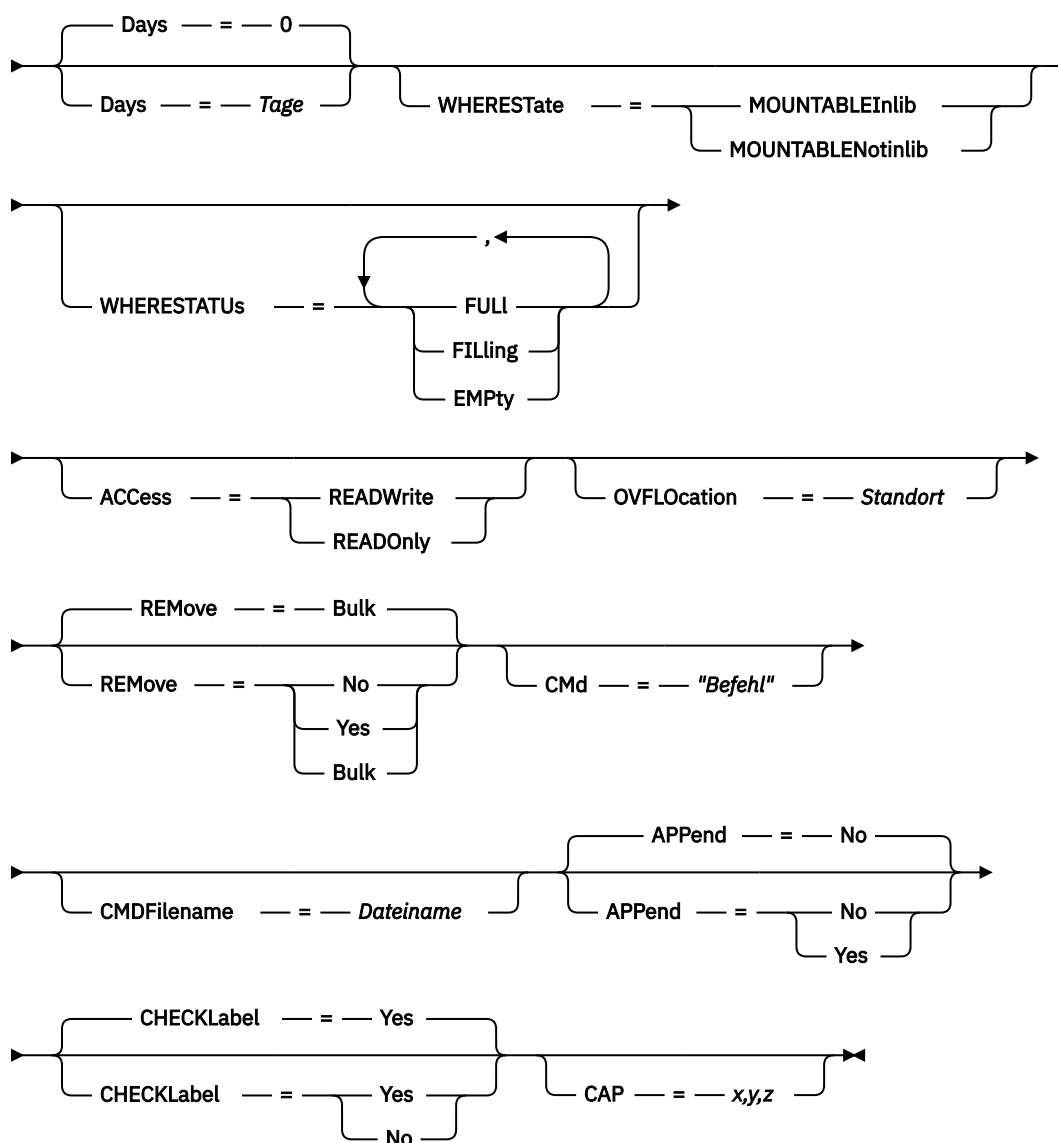 Days = 0
Days = Tage
WHERESTate = MOUNTABLEInlib
MOUNTABLENotinlib
,
WHERESTATUs = FULl
FILling
EMPty
ACCess = READWrite
READOnly
OVFLOcation = Standort
REMove = Bulk
REMove = No
Yes
Bulk
CMd = "Befehl"
CMDFilename = Dateiname
APPend = No
APPend = No
Yes
CHECKLabel = Yes
CHECKLabel = Yes
No
CAP = x,y,z